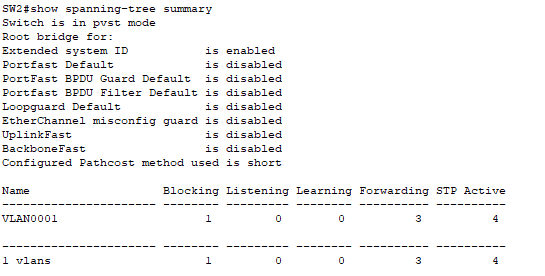 SW2#show spanning-tree summary
Switch is in pvst mode
Root bridge for:
Extended system ID           is enabled
Portfast Default             is disabled
PortFast BPDU Guard Default  is disabled
Portfast BPDU Filter Default is disabled
Loopguard Default            is disabled
EtherChannel misconfig guard is disabled
UplinkFast                   is disabled
BackboneFast                 is disabled
Configured Pathcost method used is short

Name                   Blocking Listening Learning Forwarding STP Active
---------------------- -------- --------- -------- ---------- ----------
VLAN0001                     1         0        0          3          4

---------------------- -------- --------- -------- ---------- ----------
1 vlans                      1         0        0          3          4